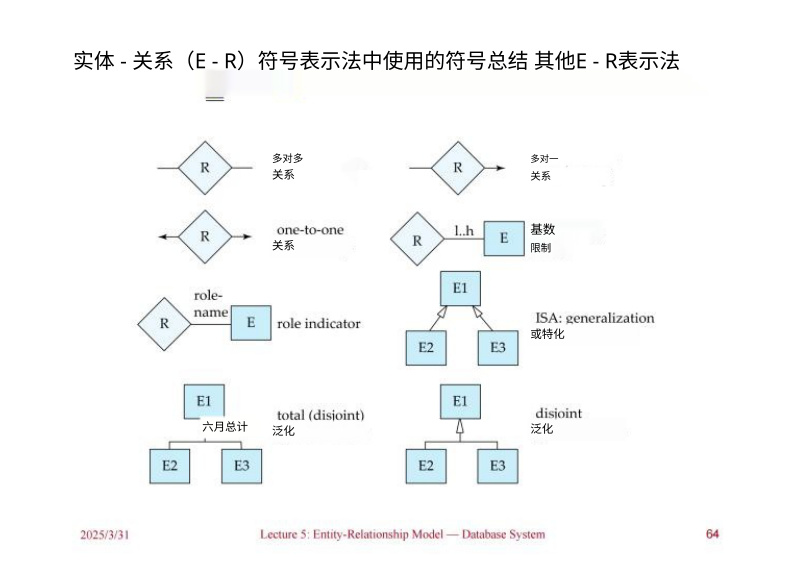 实体 - 关系（E - R）符号表示法中使用的符号总结 其他E - R表示法
R
多对多
关系
R
多对一
关系
R
one-to-one
关系
R
l..h
E
基数
限制
R
role-
name
E
role indicator
E1
E2
E3
ISA: generalization
或特化
E1
六月总计
E2
E3
total (disjoint)
泛化
E1
E2
E3
disjoint
泛化
2025/3/31
Lecture 5: Entity-Relationship Model — Database System
64